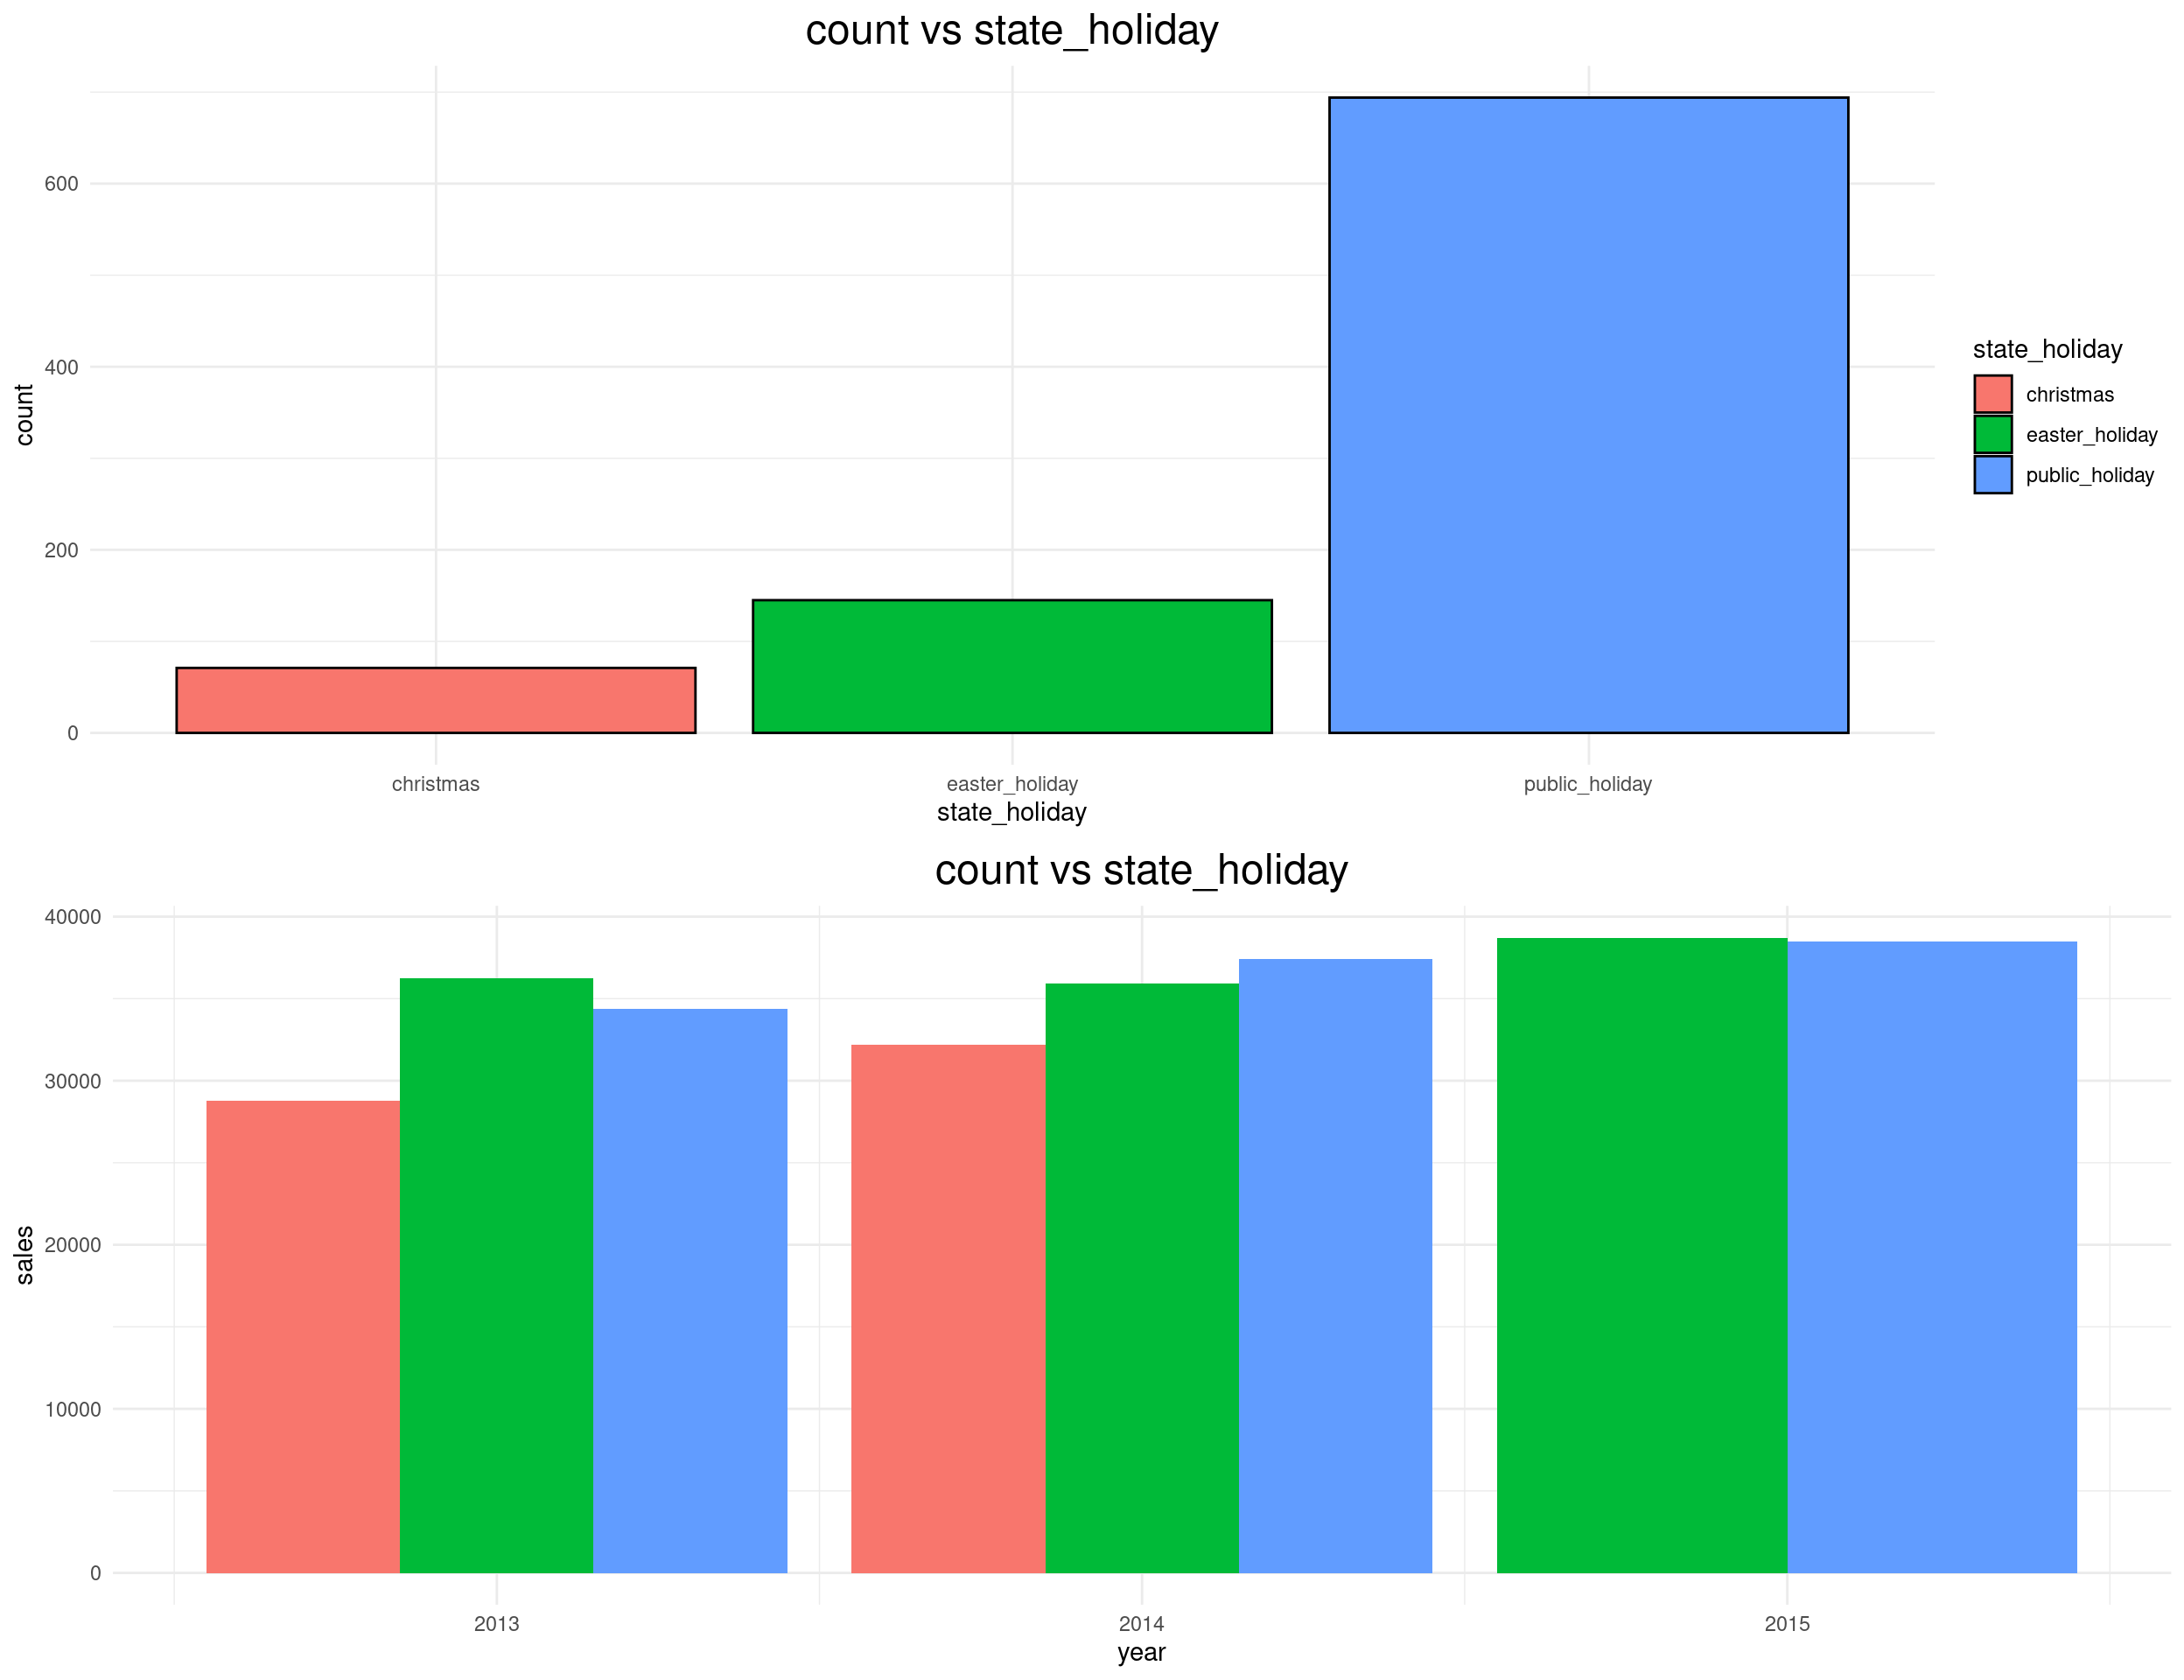 count vs state_holiday
600
400
200
0
count
christmas
easter_holiday
public_holiday
state_holiday
state_holiday
christmas
easter_holiday
public_holiday
count vs state_holiday
40000
30000
20000
10000
0
sales
2013
2014
2015
year